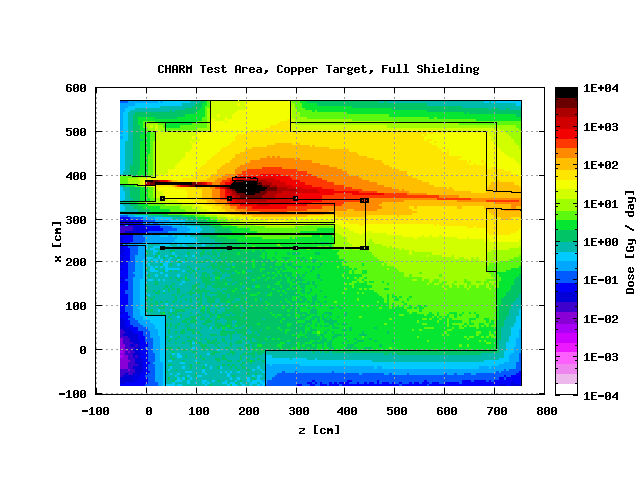 CHARM Test Area, Copper Target, Full Shielding
600
500
400
300
200
100
0
-100
x [cm]
-100 0 100 200 300 400 500 600 700 800
z [cm]
1E+04
1E+03
1E+02
1E+01
1E+00
1E-01
1E-02
1E-03
1E-04
Dose [Gy / day]